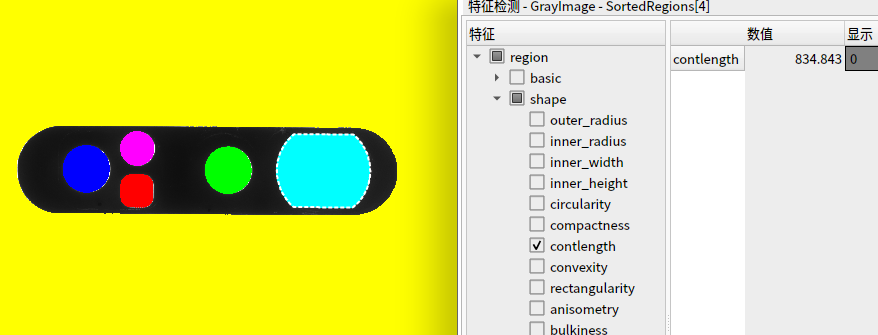 特征检测 - GrayImage - SortedRegions[4]
特征
数值
显示
region
contlength
834.843
0
basic
shape
outer_radius
inner_radius
inner_width
inner_height
circularity
compactness
contlength
convexity
rectangularity
anisometry
bulkiness